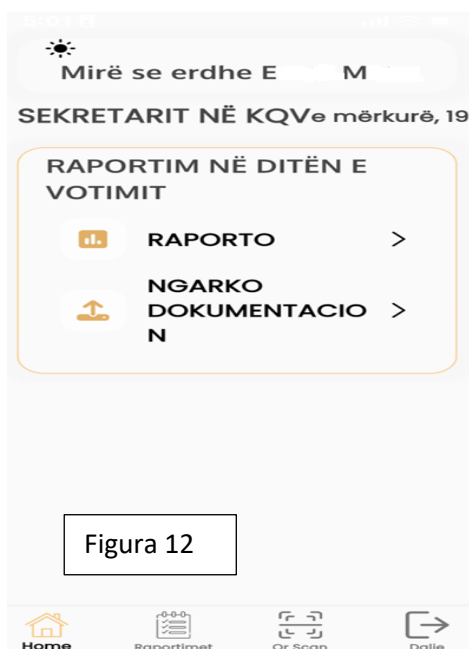 Mirë se erdhe E M
SEKRETARIT NË KQV e mërkurë, 19
RAPORTIM NË DITËN E
VOTIMIT
RAPORTO >
NGARKO
DOKUMENTACIO >
N
Figura 12
Home Raportimet Qr Scan Dalje